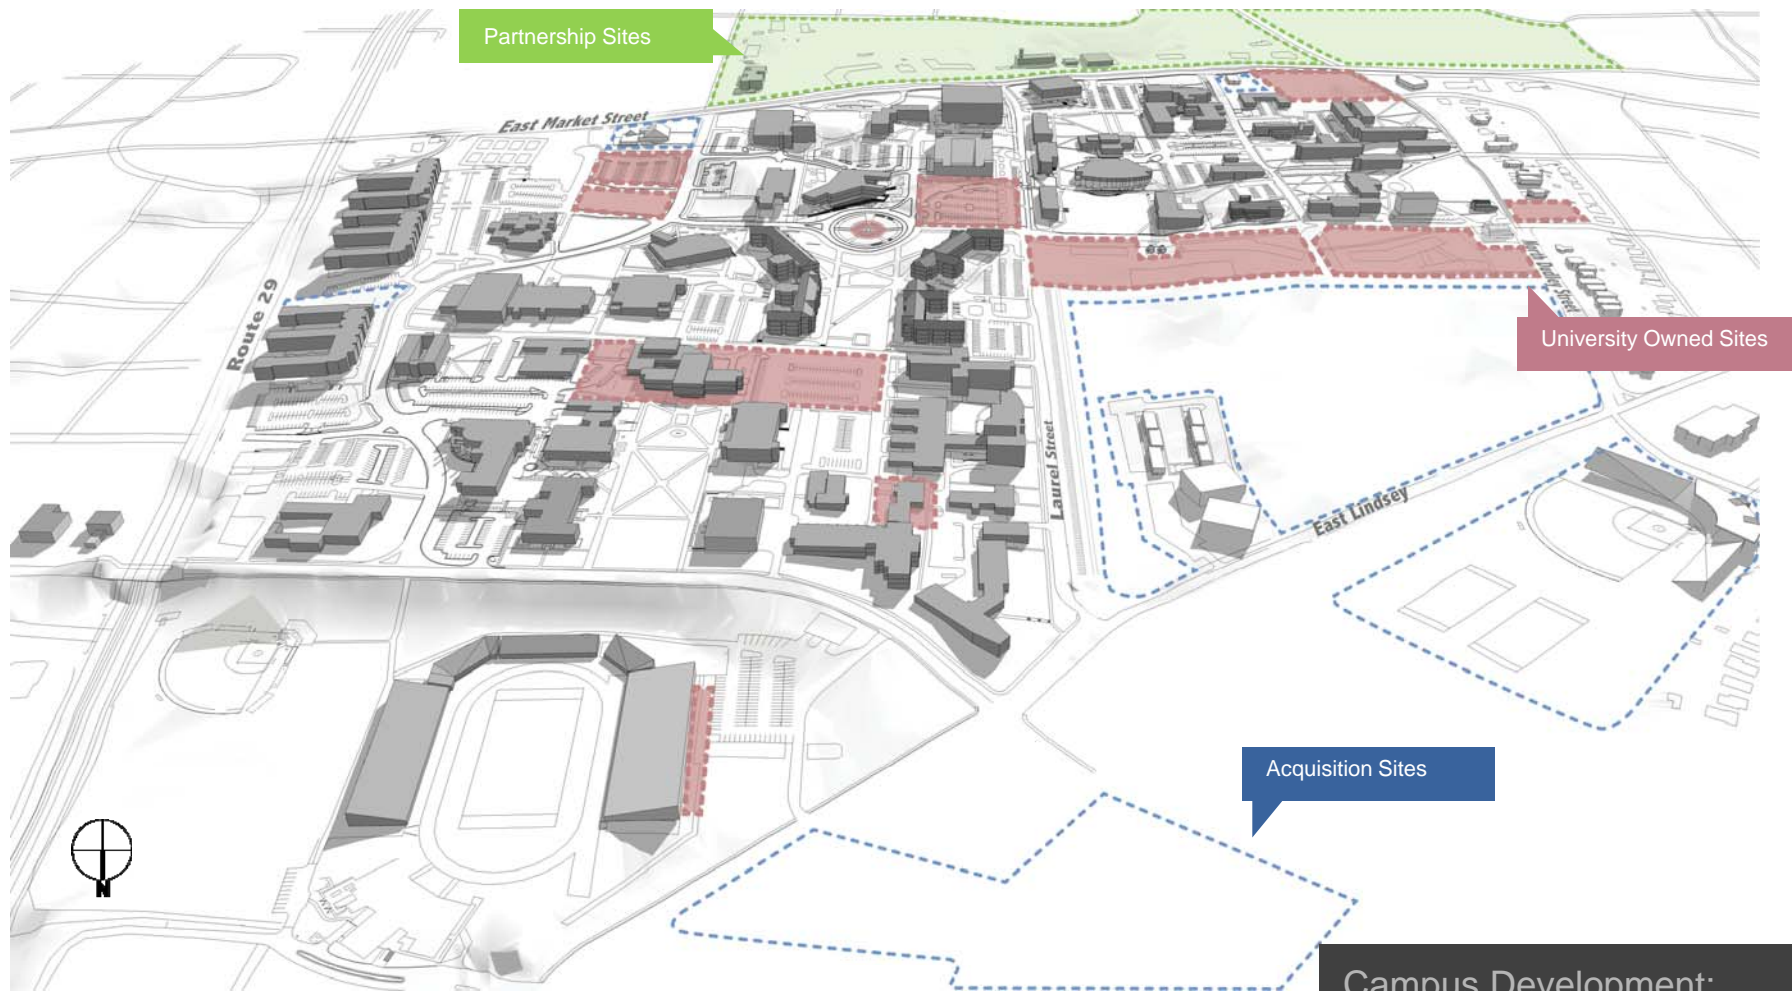 Partnership Sites
East Market Street
Route 29
University Owned Sites
Laurel Street
East Lindsey
Acquisition Sites
N
Campus Development: